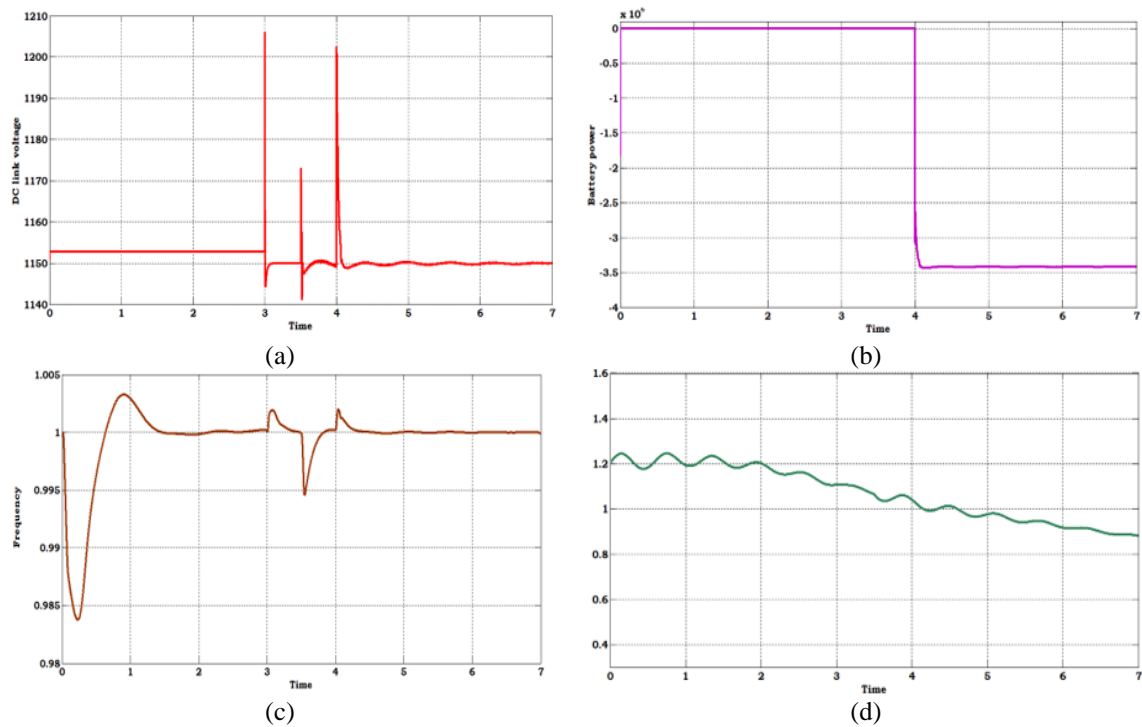 1210
1200
1190
1180
1170
1160
1150
1140
DC link voltage
0 1 2 3 4 5 6 7
Time
(a)
x 10
0
-0.5
-1
-1.5
-2
-2.5
-3
-3.5
-4
Battery power
0 1 2 3 4 5 6 7
Time
(b)
1.005
1
0.995
0.99
0.985
0.98
Frequency
0 1 2 3 4 5 6 7
Time
(c)
1.6
1.4
1.2
1
0.8
0.6
0.4
0 1 2 3 4 5 6 7
Time
(d)